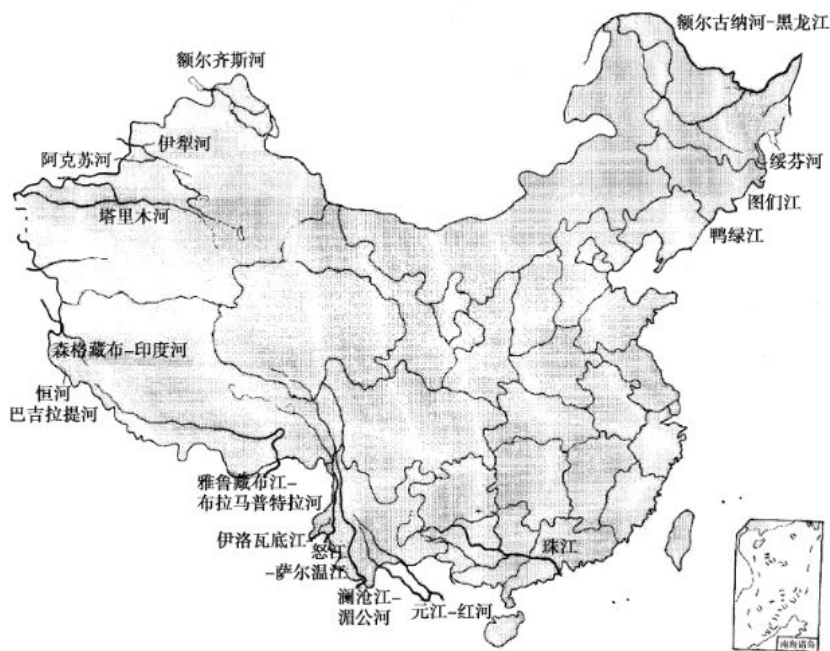 额尔古纳河-黑龙江
额尔齐斯河
伊犁河
阿克苏河
绥芬河
图们江
塔里木河
鸭绿江
森格藏布-印度河
恒河
巴吉拉提河
雅鲁藏布江-
布拉马普特拉河
伊洛瓦底江
怒江
-萨尔温江
珠江
澜沧江-
湄公河
元江-红河
南海诸岛